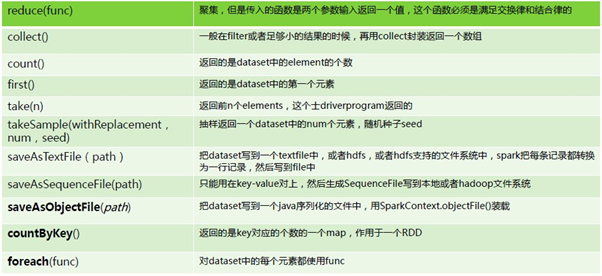 reduce(func) 聚集，但是传入的函数是两个参数输入返回一个值，这个函数必须是满足交换律和结合律的
collect() 一般在filter或者足够小的结果的时候，再用collect封装返回一个数组
count() 返回的是dataset中的element的个数
first() 返回的是dataset中的第一个元素
take(n) 返回前n个elements，这个士driverprogram返回的
takeSample(withReplacement， 抽样返回一个dataset中的num个元素，随机种子seed
num，seed)
saveAsTextFile（path） 把dataset写到一个textfile中，或者hdfs，或者hdfs支持的文件系统中，spark把每条记录都转换
为一行记录，然后写到file中
saveAsSequenceFile(path) 只能用在key-value对上，然后生成SequenceFile写到本地或者hadoop文件系统
saveAsObjectFile(path) 把dataset写到一个java序列化的文件中，用SparkContext.objectFile()装载
countByKey() 返回的是key对应的个数的一个map，作用于一个RDD
foreach(func) 对dataset中的每个元素都使用func